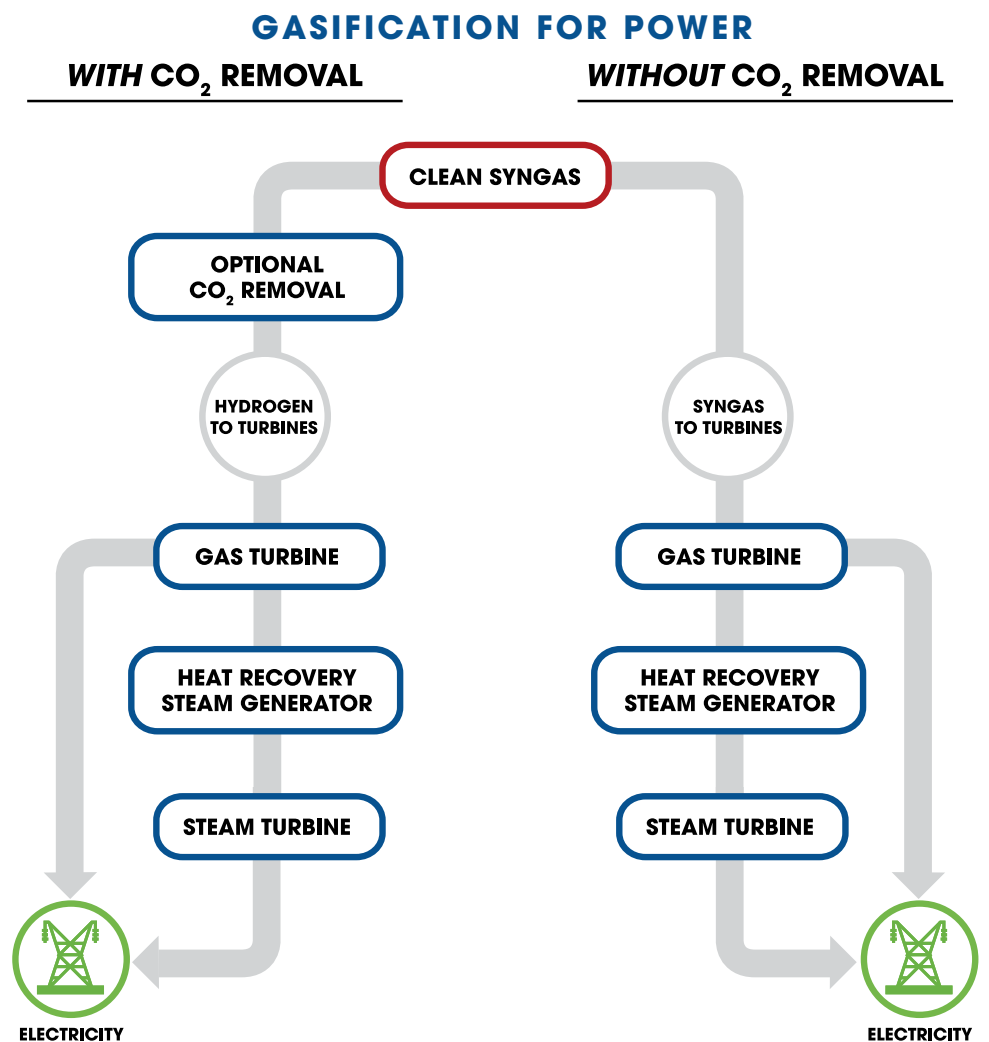 GASIFICATION FOR POWER
WITH CO₂ REMOVAL
WITHOUT CO₂ REMOVAL
CLEAN SYNGAS
OPTIONAL
CO₂ REMOVAL
HYDROGEN
TO TURBINES
SYNGAS
TO TURBINES
GAS TURBINE
GAS TURBINE
HEAT RECOVERY
STEAM GENERATOR
HEAT RECOVERY
STEAM GENERATOR
STEAM TURBINE
STEAM TURBINE
ELECTRICITY
ELECTRICITY